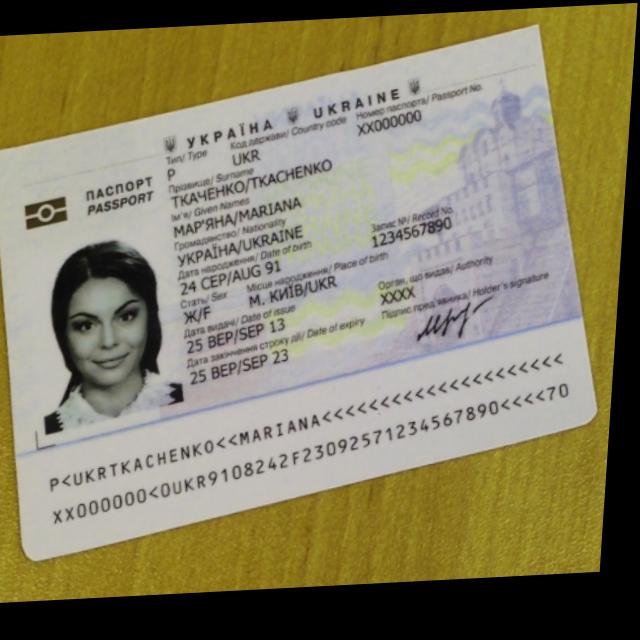 УКРАЇНА UKRAINE
ПАСПОРТ
PASSPORT
Тип/ Type
Код держави/ Country code
Номер паспорта/ Passport No.
P
UKR
XX000000
Прізвище/ Surname
ТКАЧЕНКО/TKACHENKO
Ім'я/ Given Names
МАР'ЯНА/MARIANA
Громадянство/ Nationality
УКРАЇНА/UKRAINE
Дата народження/ Date of birth
Запис №/ Record No.
24 СЕР/AUG 91
1234567890
Стать/ Sex
Місце народження/ Place of birth
Ж/F
М. КИЇВ/UKR
Дата видачі/ Date of issue
Орган, що видав/ Authority
25 ВЕР/SEP 13
XXXX
Дата закінчення строку дії/ Date of expiry
Підпис пред'явника/ Holder's signature
25 ВЕР/SEP 23
P<UKRTKACHENKO<<MARIANA<<<<<<<<<<<<<<<<<<<<<
XX000000<0UKR9108242F23092571234567890<<<<70